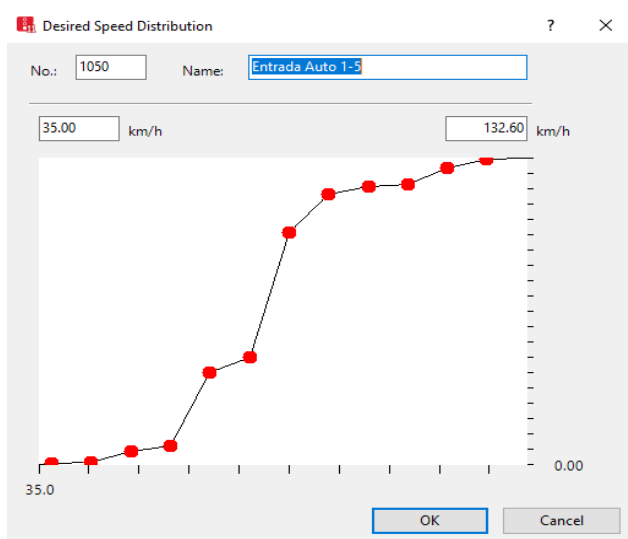 Desired Speed Distribution ?
No.: 1050 Name: Entrada Auto 1-5
35.00 km/h 132.60 km/h
0.00
35.0
OK Cancel